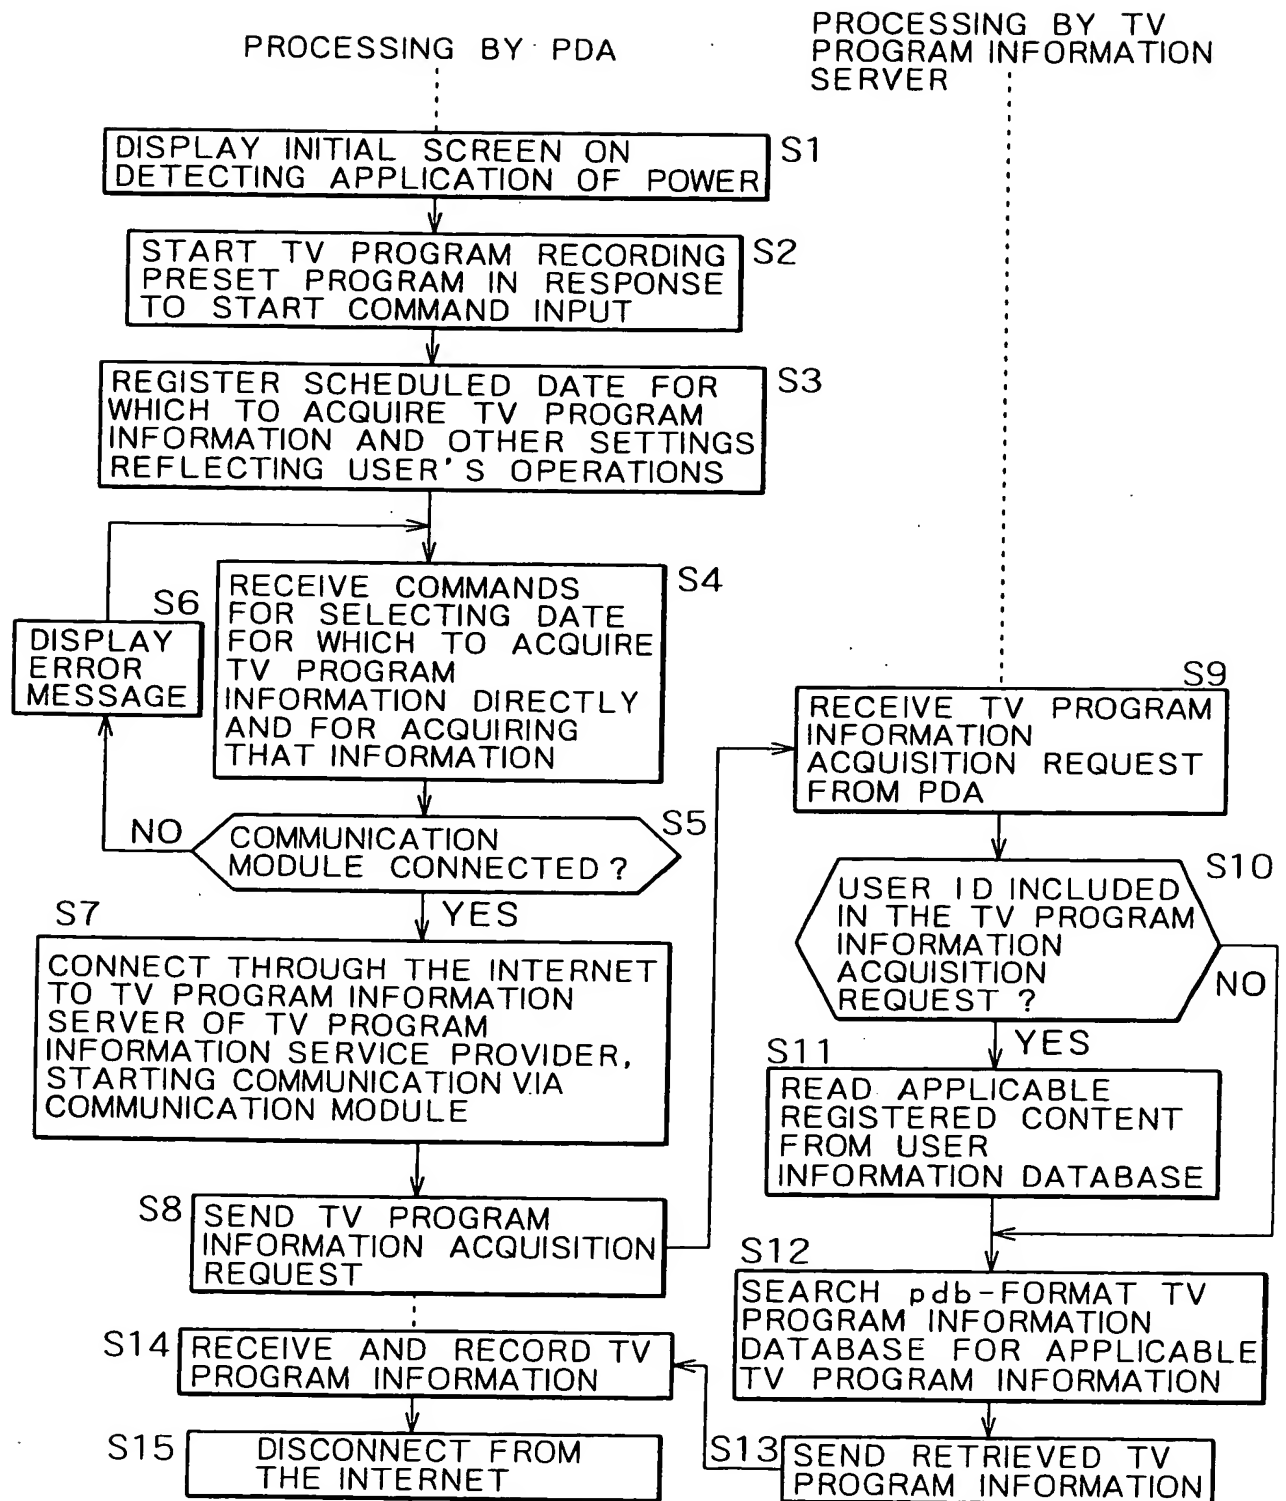 PROCESSING BY PDA
PROCESSING BY TV
PROGRAM INFORMATION
SERVER
DISPLAY INITIAL SCREEN ON
DETECTING APPLICATION OF POWER
S1
START TV PROGRAM RECORDING
PRESET PROGRAM IN RESPONSE
TO START COMMAND INPUT
S2
REGISTER SCHEDULED DATE FOR
WHICH TO ACQUIRE TV PROGRAM
INFORMATION AND OTHER SETTINGS
REFLECTING USER'S OPERATIONS
S3
RECEIVE COMMANDS
FOR SELECTING DATE
FOR WHICH TO ACQUIRE
TV PROGRAM
INFORMATION DIRECTLY
AND FOR ACQUIRING
THAT INFORMATION
S4
S6
DISPLAY
ERROR
MESSAGE
NO
COMMUNICATION
MODULE CONNECTED?
S5
YES
S7
CONNECT THROUGH THE INTERNET
TO TV PROGRAM INFORMATION
SERVER OF TV PROGRAM
INFORMATION SERVICE PROVIDER,
STARTING COMMUNICATION VIA
COMMUNICATION MODULE
S8
SEND TV PROGRAM
INFORMATION ACQUISITION
REQUEST
S9
RECEIVE TV PROGRAM
INFORMATION
ACQUISITION REQUEST
FROM PDA
S10
USER ID INCLUDED
IN THE TV PROGRAM
INFORMATION
ACQUISITION
REQUEST ?
NO
YES
S11
READ APPLICABLE
REGISTERED CONTENT
FROM USER
INFORMATION DATABASE
S12
SEARCH pdb-FORMAT TV
PROGRAM INFORMATION
DATABASE FOR APPLICABLE
TV PROGRAM INFORMATION
S13
SEND RETRIEVED TV
PROGRAM INFORMATION
S14
RECEIVE AND RECORD TV
PROGRAM INFORMATION
S15
DISCONNECT FROM
THE INTERNET